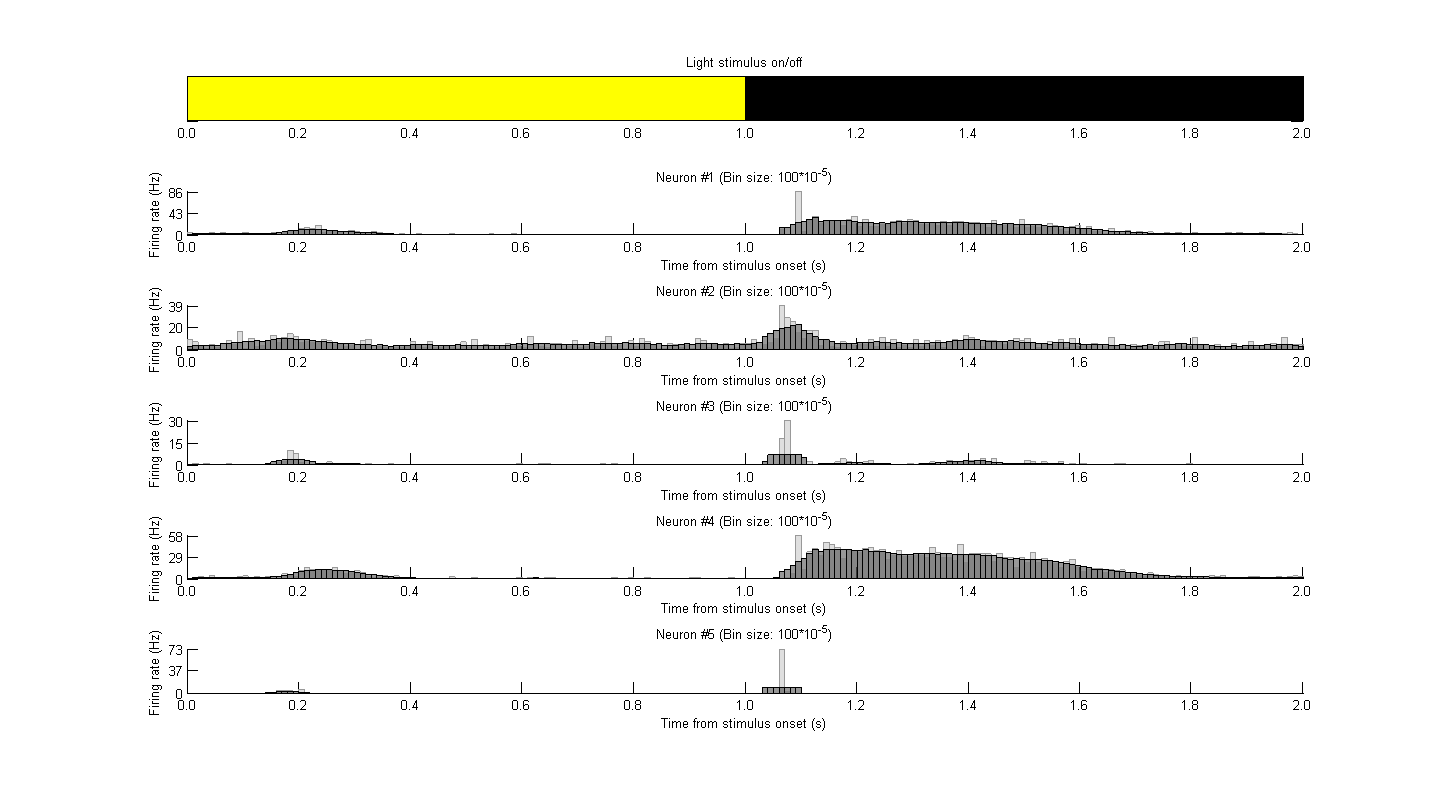 Light stimulus on/off
0.0 0.2 0.4 0.6 0.8 1.0 1.2 1.4 1.6 1.8 2.0
Neuron #1 (Bin size: 100*10-5)
Firing rate (Hz)
86
43
0
0.0 0.2 0.4 0.6 0.8 1.0 1.2 1.4 1.6 1.8 2.0
Time from stimulus onset (s)
Neuron #2 (Bin size: 100*10-5)
Firing rate (Hz)
39
20
0
0.0 0.2 0.4 0.6 0.8 1.0 1.2 1.4 1.6 1.8 2.0
Time from stimulus onset (s)
Neuron #3 (Bin size: 100*10-5)
Firing rate (Hz)
30
15
0
0.0 0.2 0.4 0.6 0.8 1.0 1.2 1.4 1.6 1.8 2.0
Time from stimulus onset (s)
Neuron #4 (Bin size: 100*10-5)
Firing rate (Hz)
58
29
0
0.0 0.2 0.4 0.6 0.8 1.0 1.2 1.4 1.6 1.8 2.0
Time from stimulus onset (s)
Neuron #5 (Bin size: 100*10-5)
Firing rate (Hz)
73
37
0
0.0 0.2 0.4 0.6 0.8 1.0 1.2 1.4 1.6 1.8 2.0
Time from stimulus onset (s)